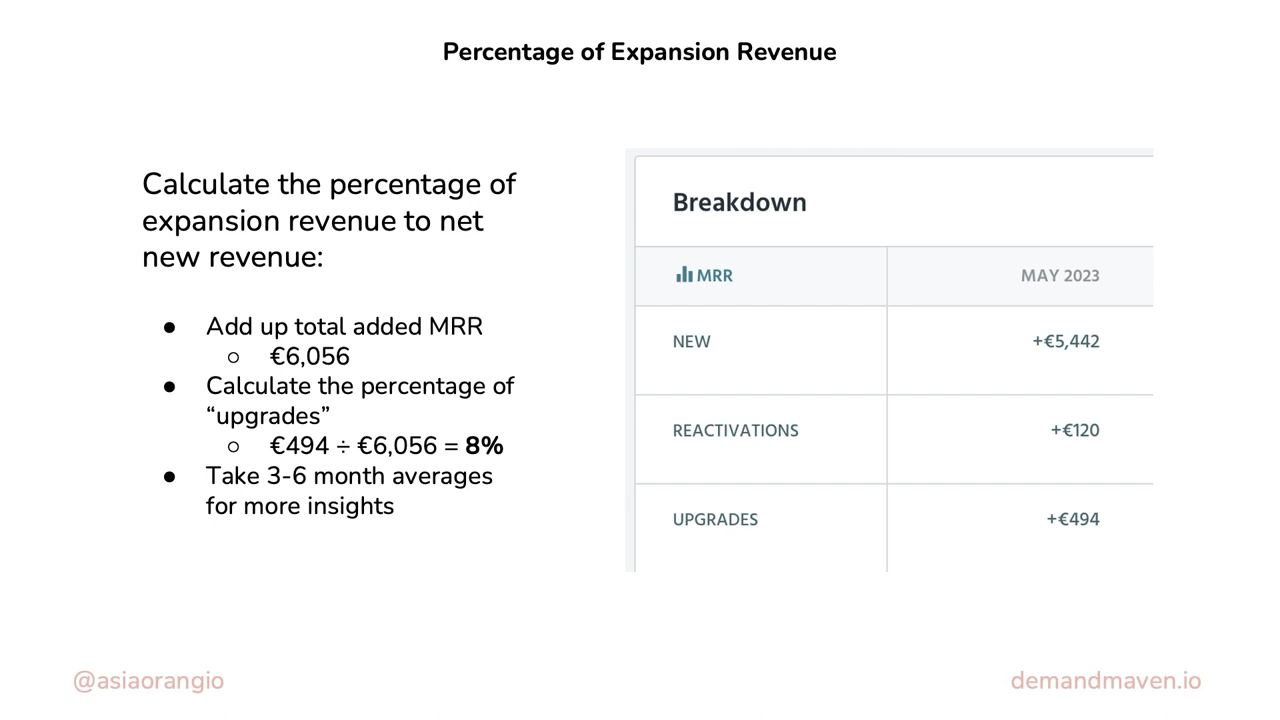 Percentage of Expansion Revenue
Calculate the percentage of
expansion revenue to net
new revenue:
● Add up total added MRR
○ €6,056
● Calculate the percentage of
“upgrades”
○ €494 ÷ €6,056 = 8%
● Take 3-6 month averages
for more insights
Breakdown
MRR MAY 2023
NEW +€5,442
REACTIVATIONS +€120
UPGRADES +€494
@asiaorangio
demandmaven.io